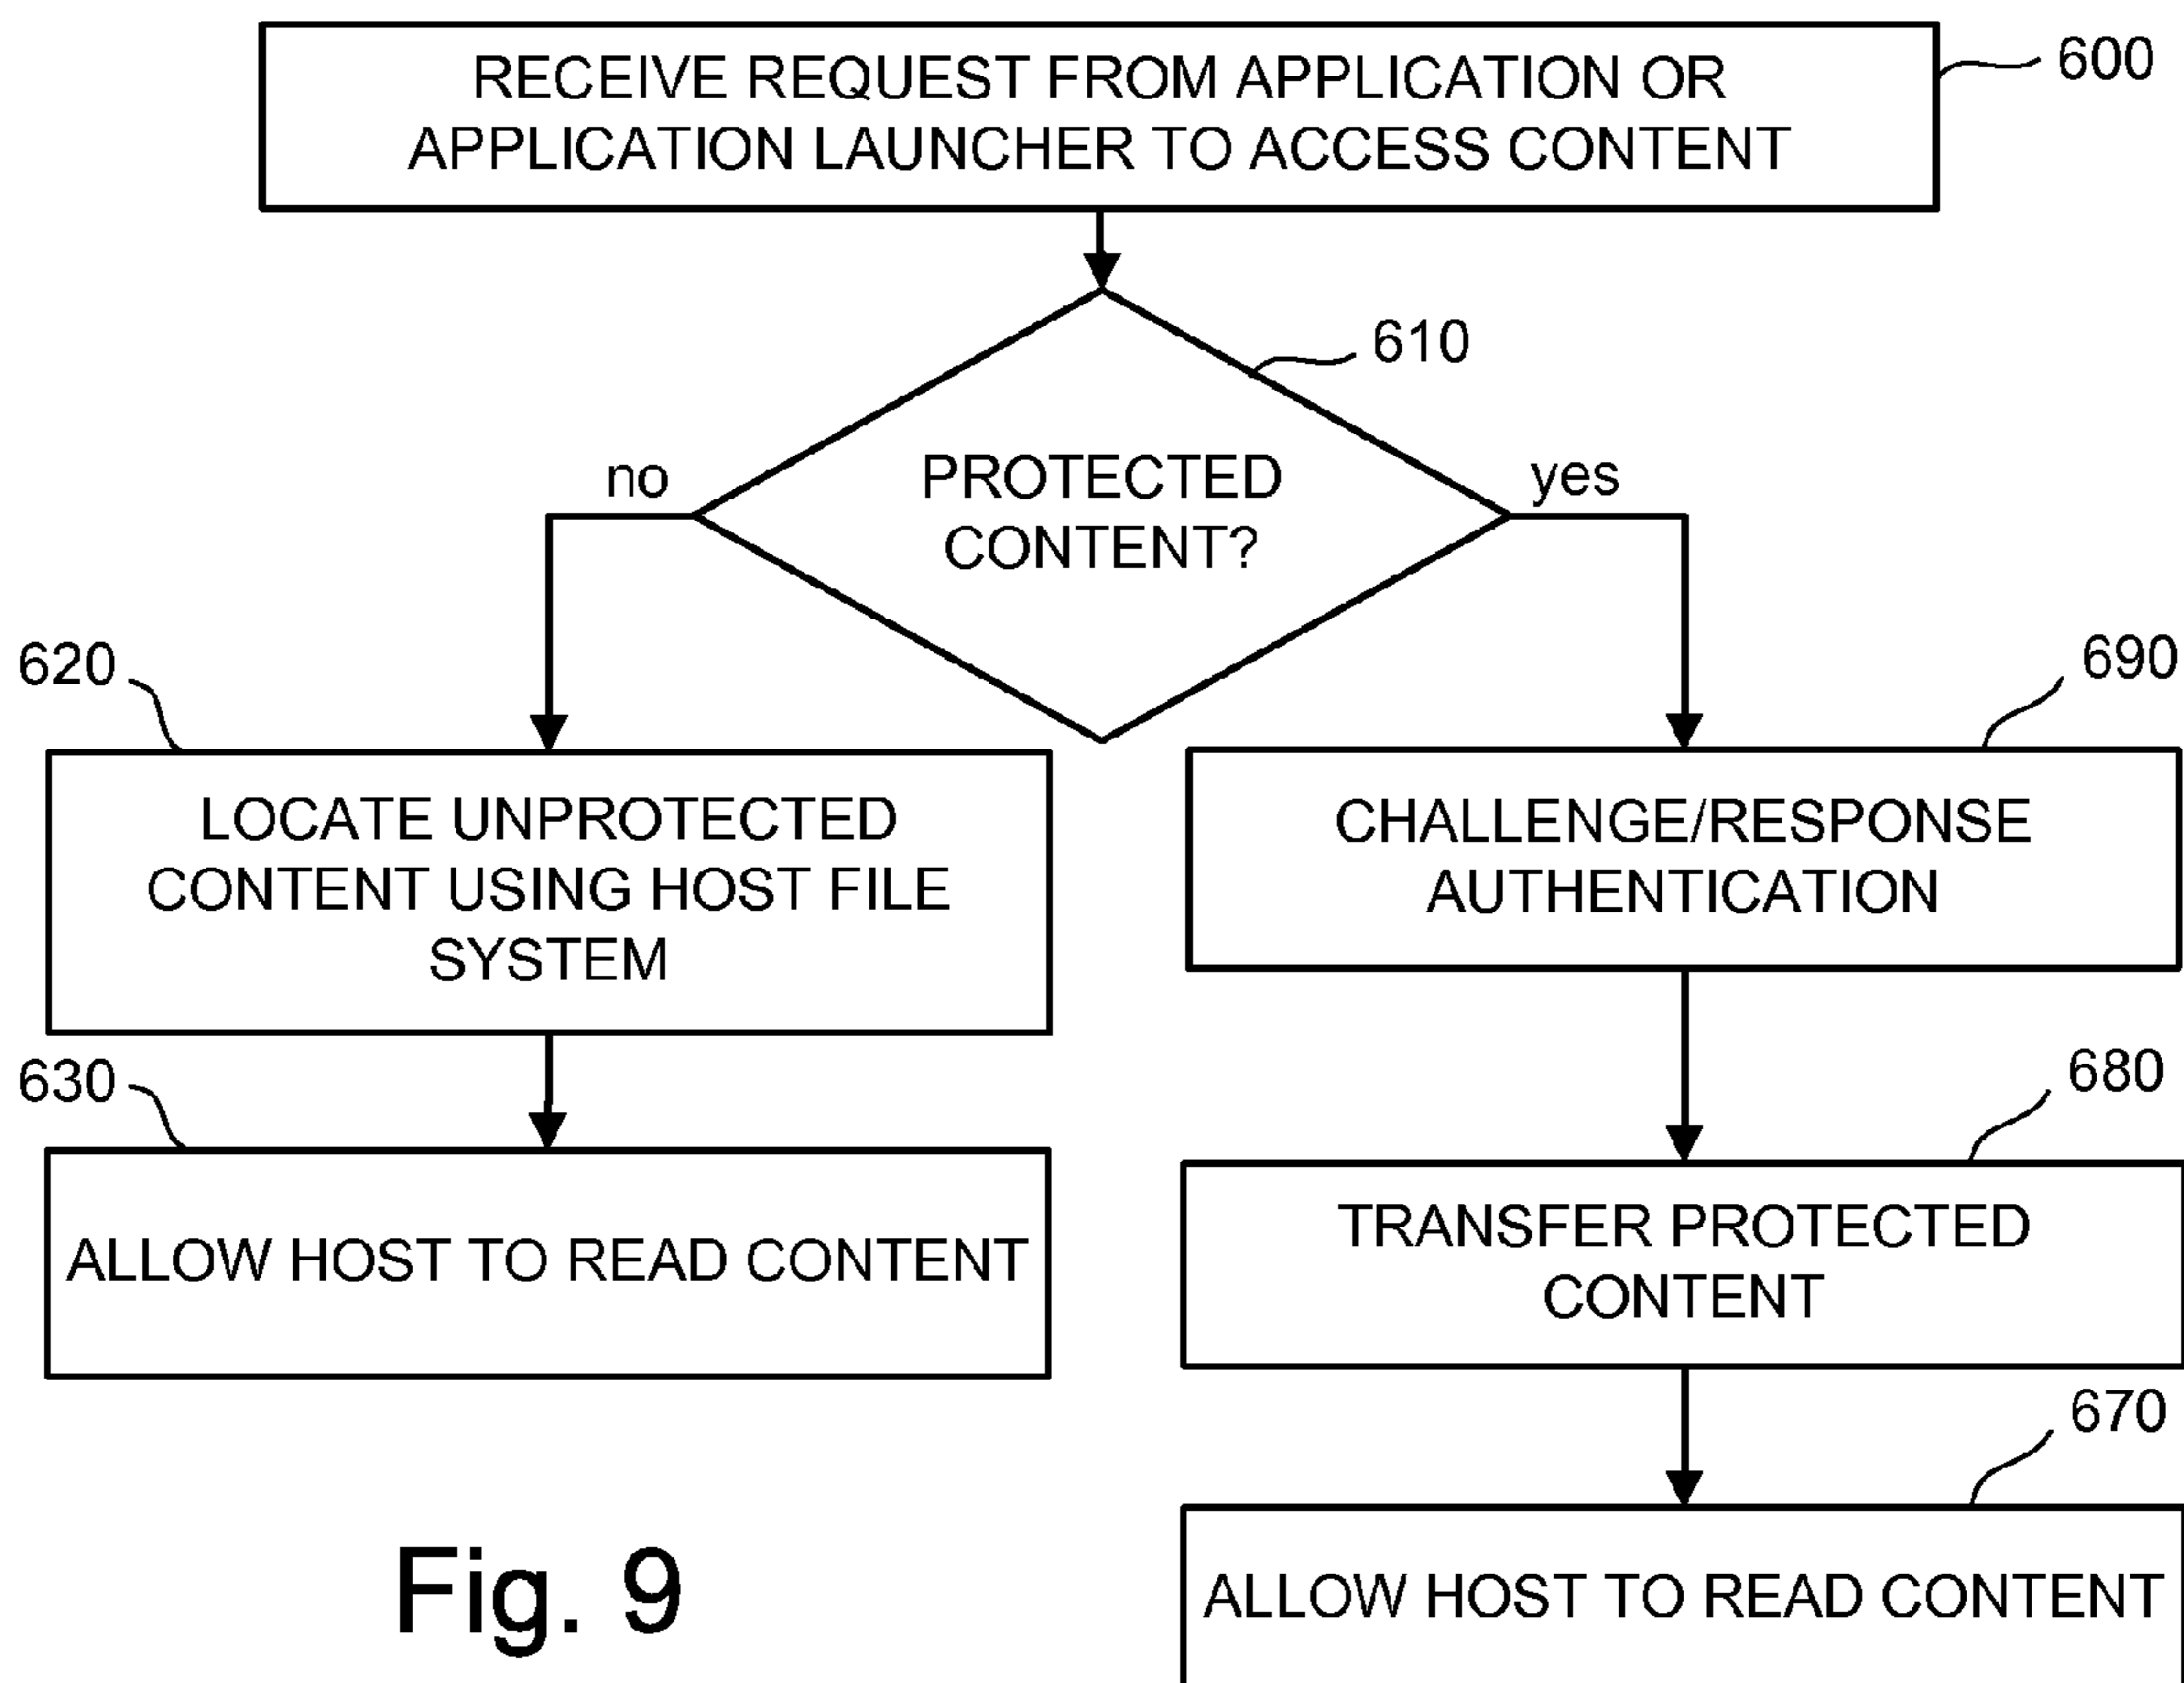 RECEIVE REQUEST FROM APPLICATION OR
APPLICATION LAUNCHER TO ACCESS CONTENT
600
610
PROTECTED
CONTENT?
no
yes
620
LOCATE UNPROTECTED
CONTENT USING HOST FILE
SYSTEM
690
CHALLENGE/RESPONSE
AUTHENTICATION
630
ALLOW HOST TO READ CONTENT
680
TRANSFER PROTECTED
CONTENT
670
ALLOW HOST TO READ CONTENT
Fig. 9